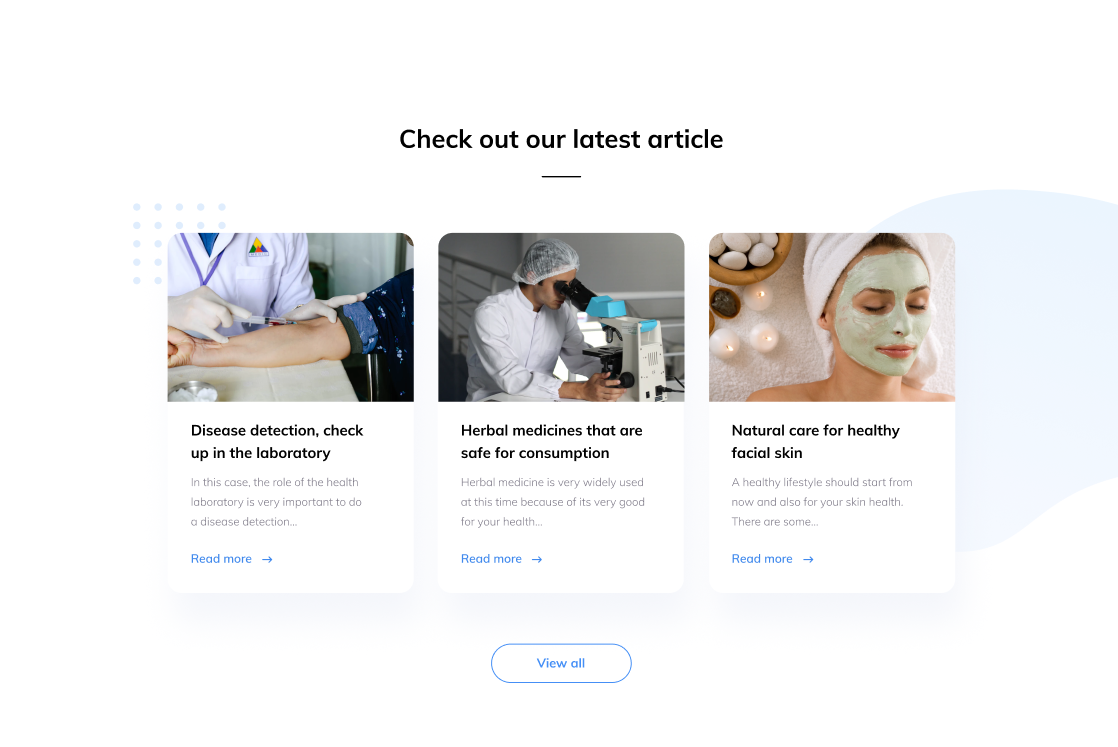 Check out our latest article
Disease detection, check
up in the laboratory
In this case, the role of the health
laboratory is very important to do
a disease detection...
Read more →
Herbal medicines that are
safe for consumption
Herbal medicine is very widely used
at this time because of its very good
for your health...
Read more →
Natural care for healthy
facial skin
A healthy lifestyle should start from
now and also for your skin health.
There are some...
Read more →
View all